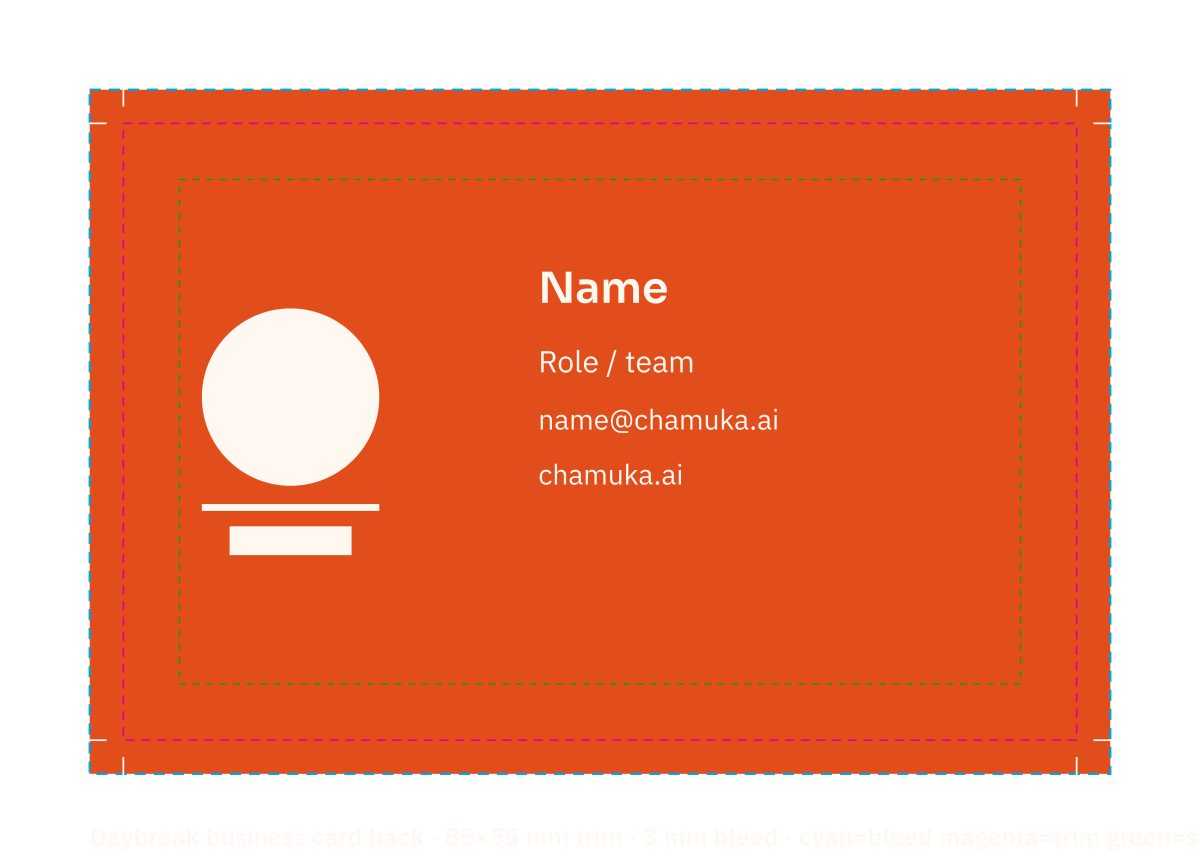 Name
Role / team
name@chamuka.ai
chamuka.ai
Daybreak business card back · 85×55 mm trim · 3 mm bleed · cyan=bleed magenta=trim green=s